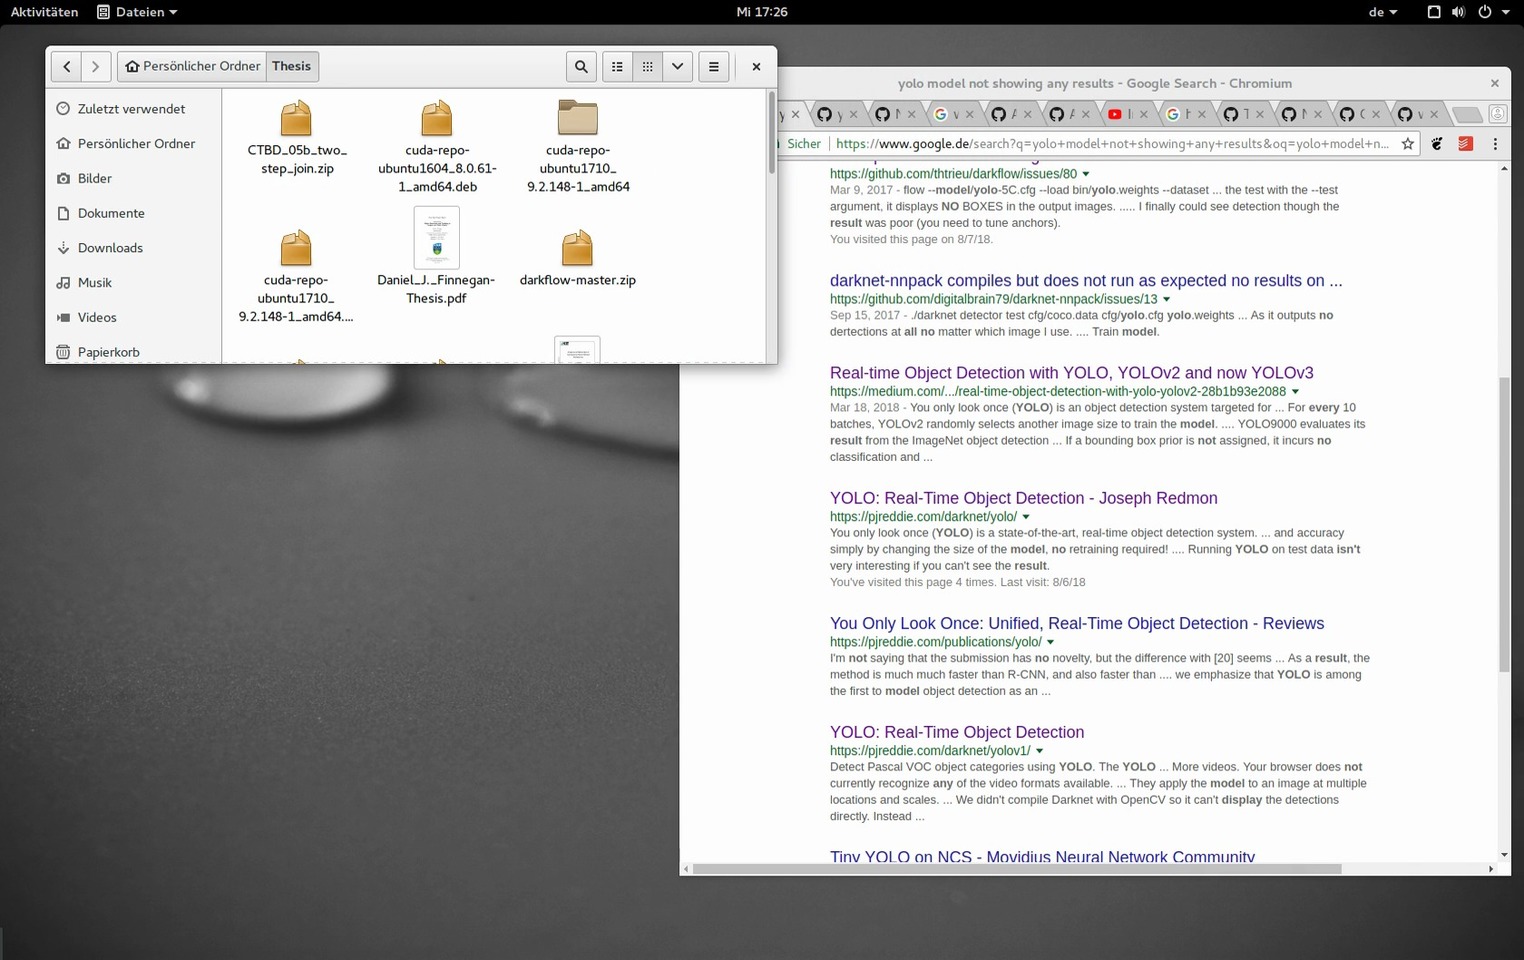 Aktivitäten
Dateien
Mi 17:26
de
Persönlicher Ordner
Thesis
Zuletzt verwendet
Persönlicher Ordner
Bilder
Dokumente
Downloads
Musik
Videos
Papierkorb
CTBD_05b_two_
step_join.zip
cuda-repo-
ubuntu1604_8.0.61-
1_amd64.deb
cuda-repo-
ubuntu1710_
9.2.148-1_amd64
cuda-repo-
ubuntu1710_
9.2.148-1_amd64....
Daniel_J._Finnegan-
Thesis.pdf
darkflow-master.zip
yolo model not showing any results - Google Search - Chromium
Sicher
https://www.google.de/search?q=yolo+model+not+showing+any+results&oq=yolo+model+n...
https://github.com/thtrieu/darkflow/issues/80
Mar 9, 2017 - flow --model/yolo-5C.cfg --load bin/yolo.weights --dataset ... the test with the --test
argument, it displays NO BOXES in the output images. ..... I finally could see detection though the
result was poor (you need to tune anchors).
You visited this page on 8/7/18.
darknet-nnpack compiles but does not run as expected no results on ...
https://github.com/digitalbrain79/darknet-nnpack/issues/13
Sep 15, 2017 - ./darknet detector test cfg/coco.data cfg/yolo.cfg yolo.weights ... As it outputs no
dertections at all no matter which image I use. .... Train model.
Real-time Object Detection with YOLO, YOLOv2 and now YOLOv3
https://medium.com/.../real-time-object-detection-with-yolo-yolov2-28b1b93e2088
Mar 18, 2018 - You only look once (YOLO) is an object detection system targeted for ... For every 10
batches, YOLOv2 randomly selects another image size to train the model. .... YOLO9000 evaluates its
result from the ImageNet object detection ... If a bounding box prior is not assigned, it incurs no
classification and ...
YOLO: Real-Time Object Detection - Joseph Redmon
https://pjreddie.com/darknet/yolo/
You only look once (YOLO) is a state-of-the-art, real-time object detection system. ... and accuracy
simply by changing the size of the model, no retraining required! .... Running YOLO on test data isn't
very interesting if you can't see the result.
You've visited this page 4 times. Last visit: 8/6/18
You Only Look Once: Unified, Real-Time Object Detection - Reviews
https://pjreddie.com/publications/yolo/
I'm not saying that the submission has no novelty, but the difference with [20] seems ... As a result, the
method is much much faster than R-CNN, and also faster than .... we emphasize that YOLO is among
the first to model object detection as an ...
YOLO: Real-Time Object Detection
https://pjreddie.com/darknet/yolov1/
Detect Pascal VOC object categories using YOLO. The YOLO ... More videos. Your browser does not
currently recognize any of the video formats available. ... They apply the model to an image at multiple
locations and scales. ... We didn't compile Darknet with OpenCV so it can't display the detections
directly. Instead ...
Tiny YOLO on NCS - Movidius Neural Network Community